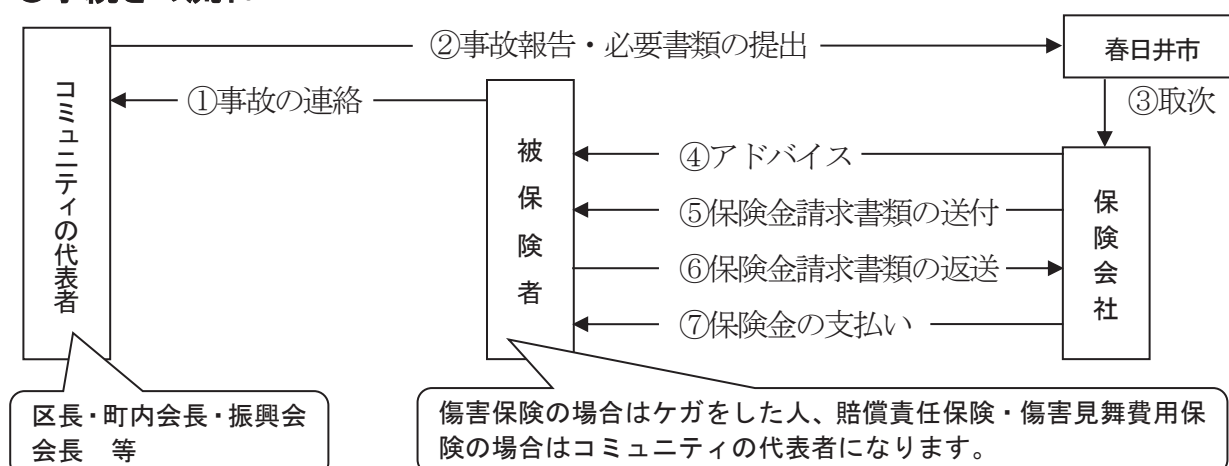 ②事故報告・必要書類の提出
春日井市
コミュニティの代表者
①事故の連絡
③取次
被保険者
④アドバイス
保険会社
⑤保険金請求書類の送付
⑥保険金請求書類の返送
⑦保険金の支払い
区長・町内会長・振興会
会長　等
傷害保険の場合はケガをした人、賠償責任保険・傷害見舞費用保
険の場合はコミュニティの代表者になります。